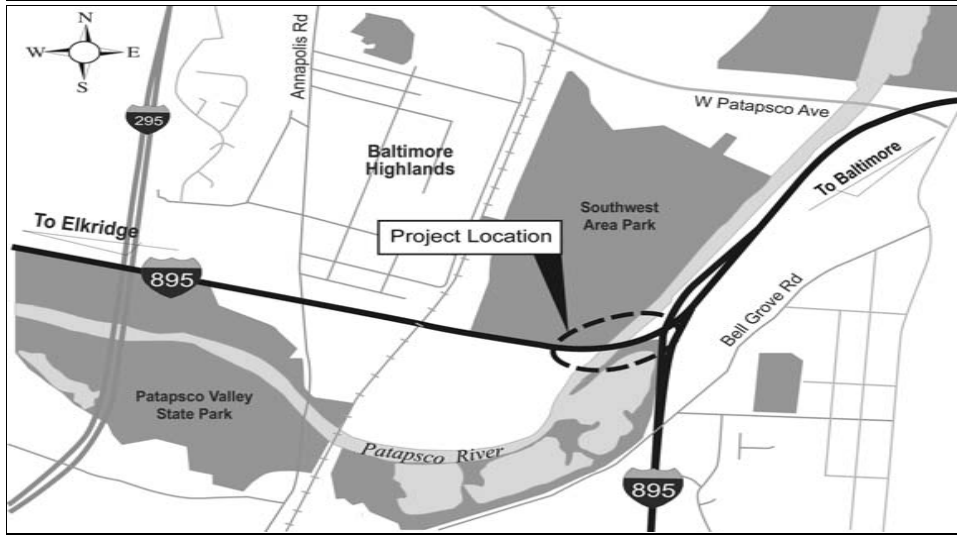 N
W E
S
295
Annapolis Rd
W Patapsco Ave
Baltimore
Highlands
To Baltimore
To Elkridge
Southwest
Area Park
Project Location
895
Bell Grove Rd
Patapsco Valley
State Park
Patapsco River
895